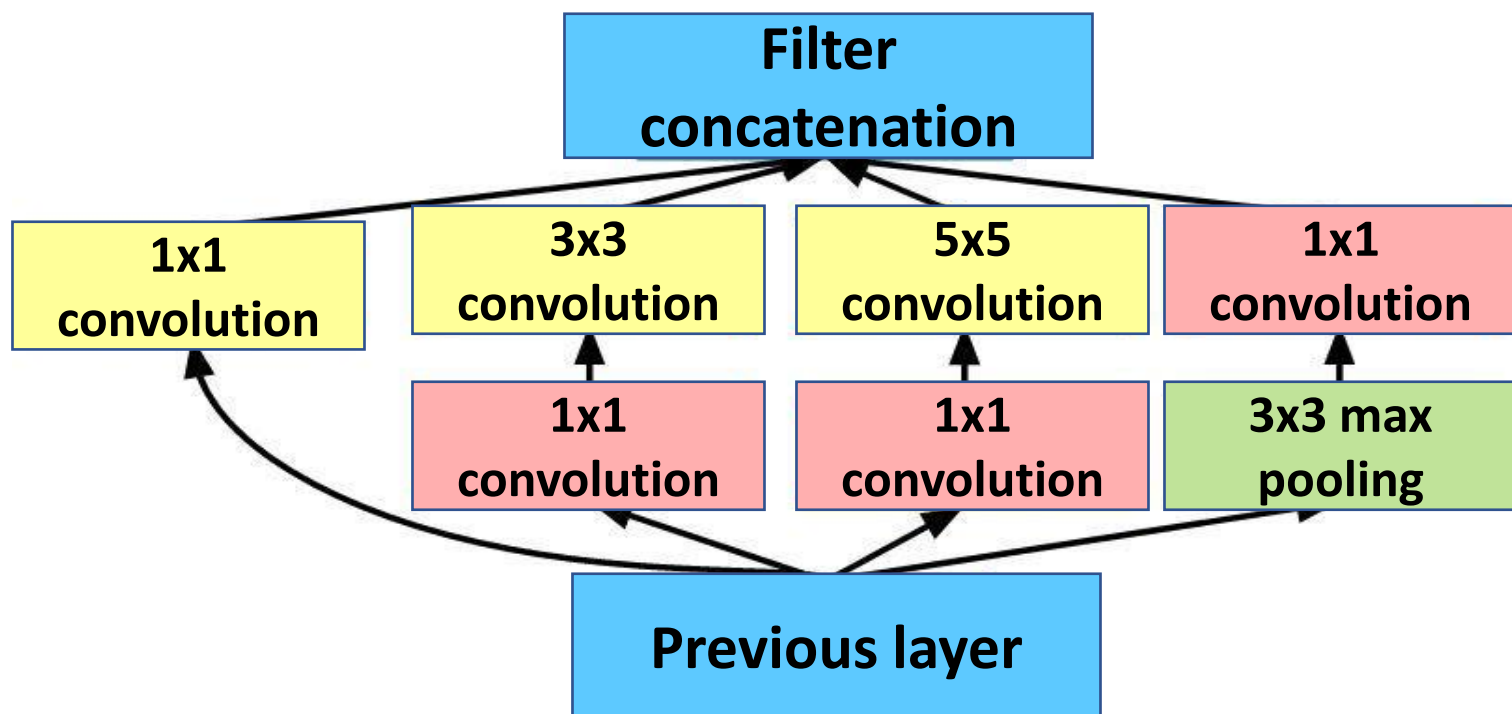 Filter
concatenation
1x1
convolution
3x3
convolution
5x5
convolution
1x1
convolution
1x1
convolution
1x1
convolution
3x3 max
pooling
Previous layer